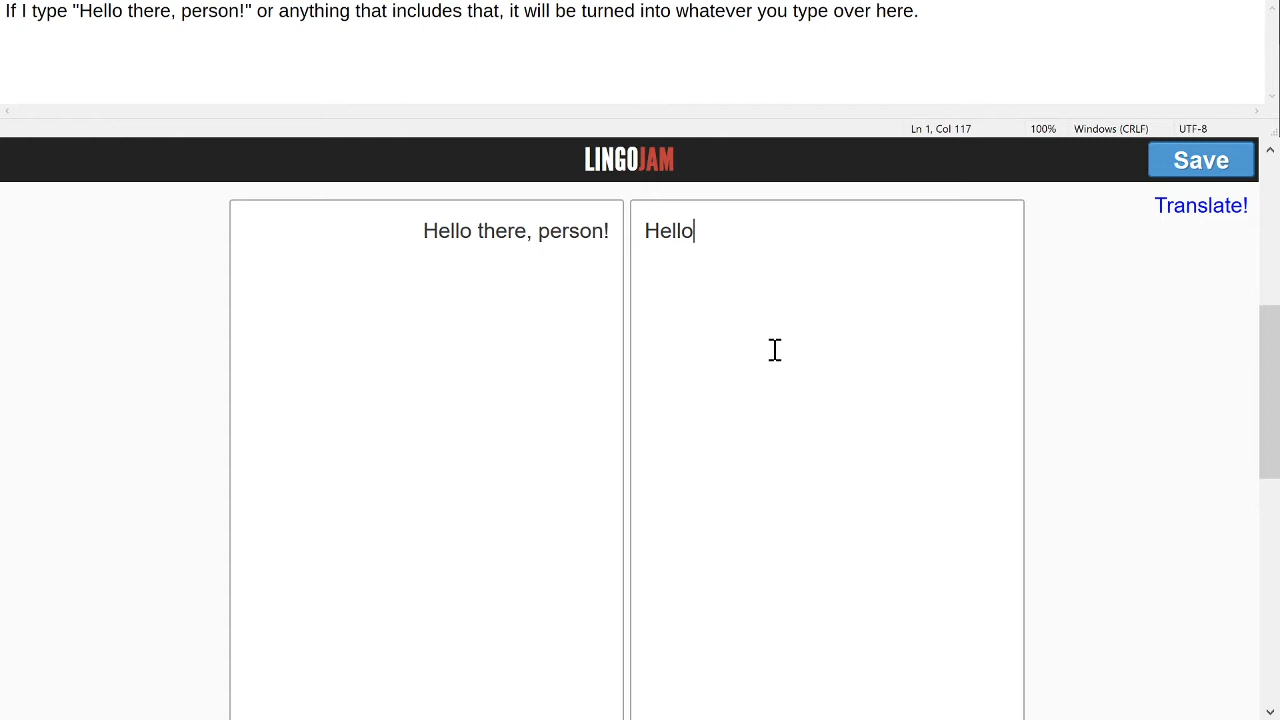 If I type "Hello there, person!" or anything that includes that, it will be turned into whatever you type over here.
Ln 1, Col 117 100% Windows (CRLF) UTF-8
LINGOJAM Save
Translate!
Hello there, person! Hello